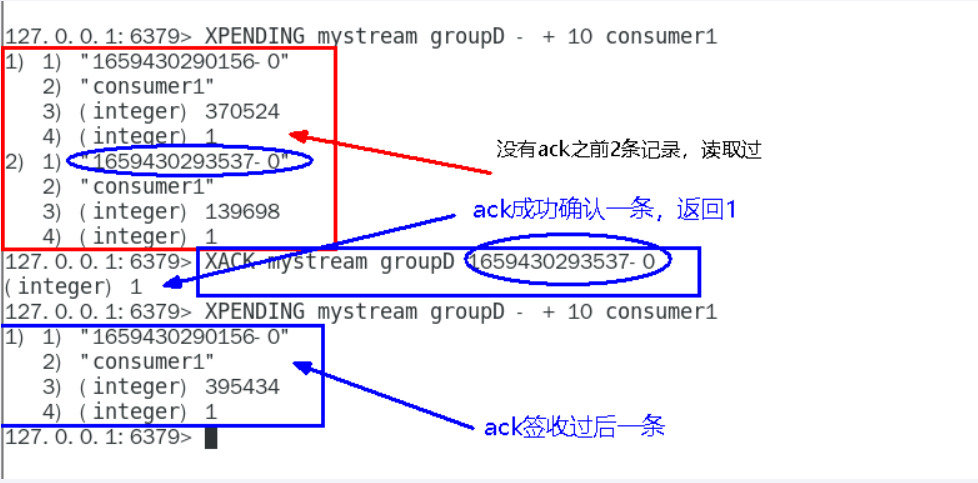 127.0.0.1:6379> XPENDING mystream groupD - + 10 consumer1
1) 1) "1659430290156-0"
2) "consumer1"
3) (integer) 370524
4) (integer) 1
没有ack之前2条记录，读取过
2) 1) "1659430293537-0"
2) "consumer1"
3) (integer) 139698
ack成功确认一条，返回1
4) (integer) 1
127.0.0.1:6379> XACK mystream groupD 1659430293537-0
(integer) 1
127.0.0.1:6379> XPENDING mystream groupD - + 10 consumer1
1) 1) "1659430290156-0"
2) "consumer1"
3) (integer) 395434
4) (integer) 1
ack签收过后一条
127.0.0.1:6379>